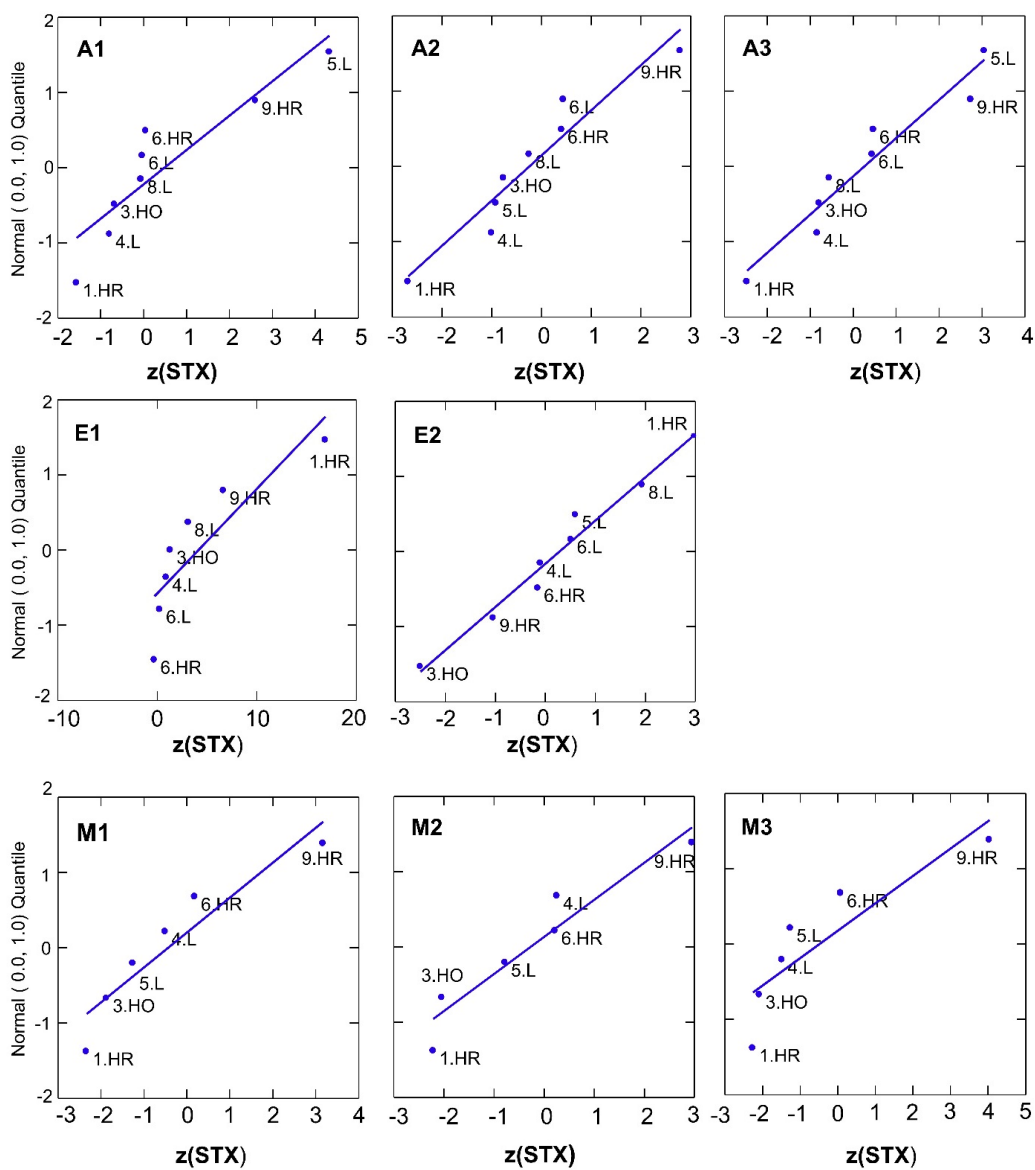 2
A1
A2
A3
5.L
9.HR
5.L
1
9.HR
6.L
9.HR
6.HR
6.HR
6.HR
6.L
8.L
6.L
0
8.L
3.HO
8.L
3.HO
5.L
3.HO
-1
4.L
4.L
4.L
1.HR
1.HR
1.HR
-2
Normal ( 0.0, 1.0) Quantile
-2 -1 0 1 2 3 4 5
-3 -2 -1 0 1 2 3
-3 -2 -1 0 1 2 3 4
z(STX)
z(STX)
z(STX)
2
E1
E2
1.HR
1.HR
1
9.HR
8.L
8.L
5.L
0
3.HO
6.L
4.L
4.L
6.L
6.HR
-1
9.HR
6.HR
3.HO
-2
Normal ( 0.0, 1.0) Quantile
-10 0 10 20
-3 -2 -1 0 1 2 3
z(STX)
z(STX)
2
M1
M2
M3
9.HR
9.HR
9.HR
1
6.HR
4.L
6.HR
4.L
6.HR
5.L
0
5.L
5.L
4.L
3.HO
3.HO
3.HO
-1
1.HR
1.HR
1.HR
-2
Normal ( 0.0, 1.0) Quantile
-3 -2 -1 0 1 2 3 4
-3 -2 -1 0 1 2 3
-3 -2 -1 0 1 2 3 4 5
z(STX)
z(STX)
z(STX)